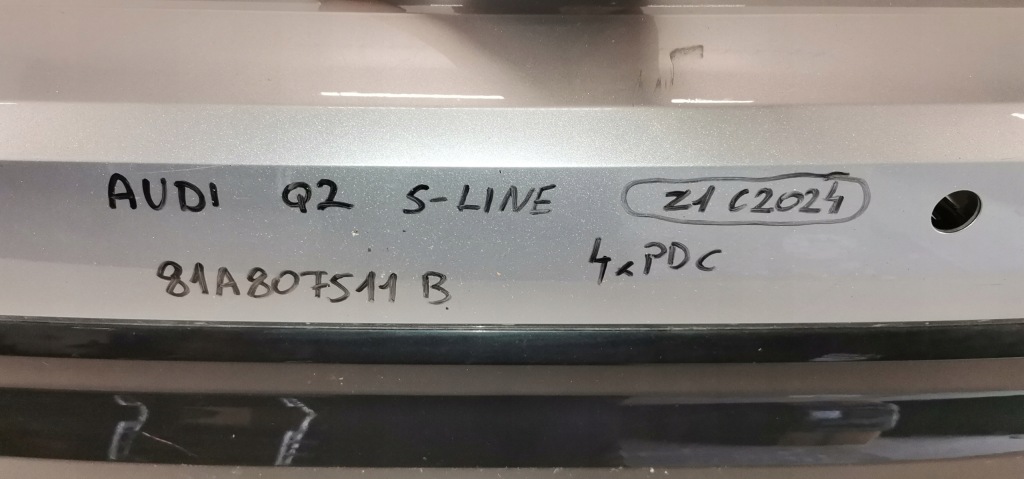 AUDI Q2 S-LINE Z1 C2024
4xPDC
81A807511 B